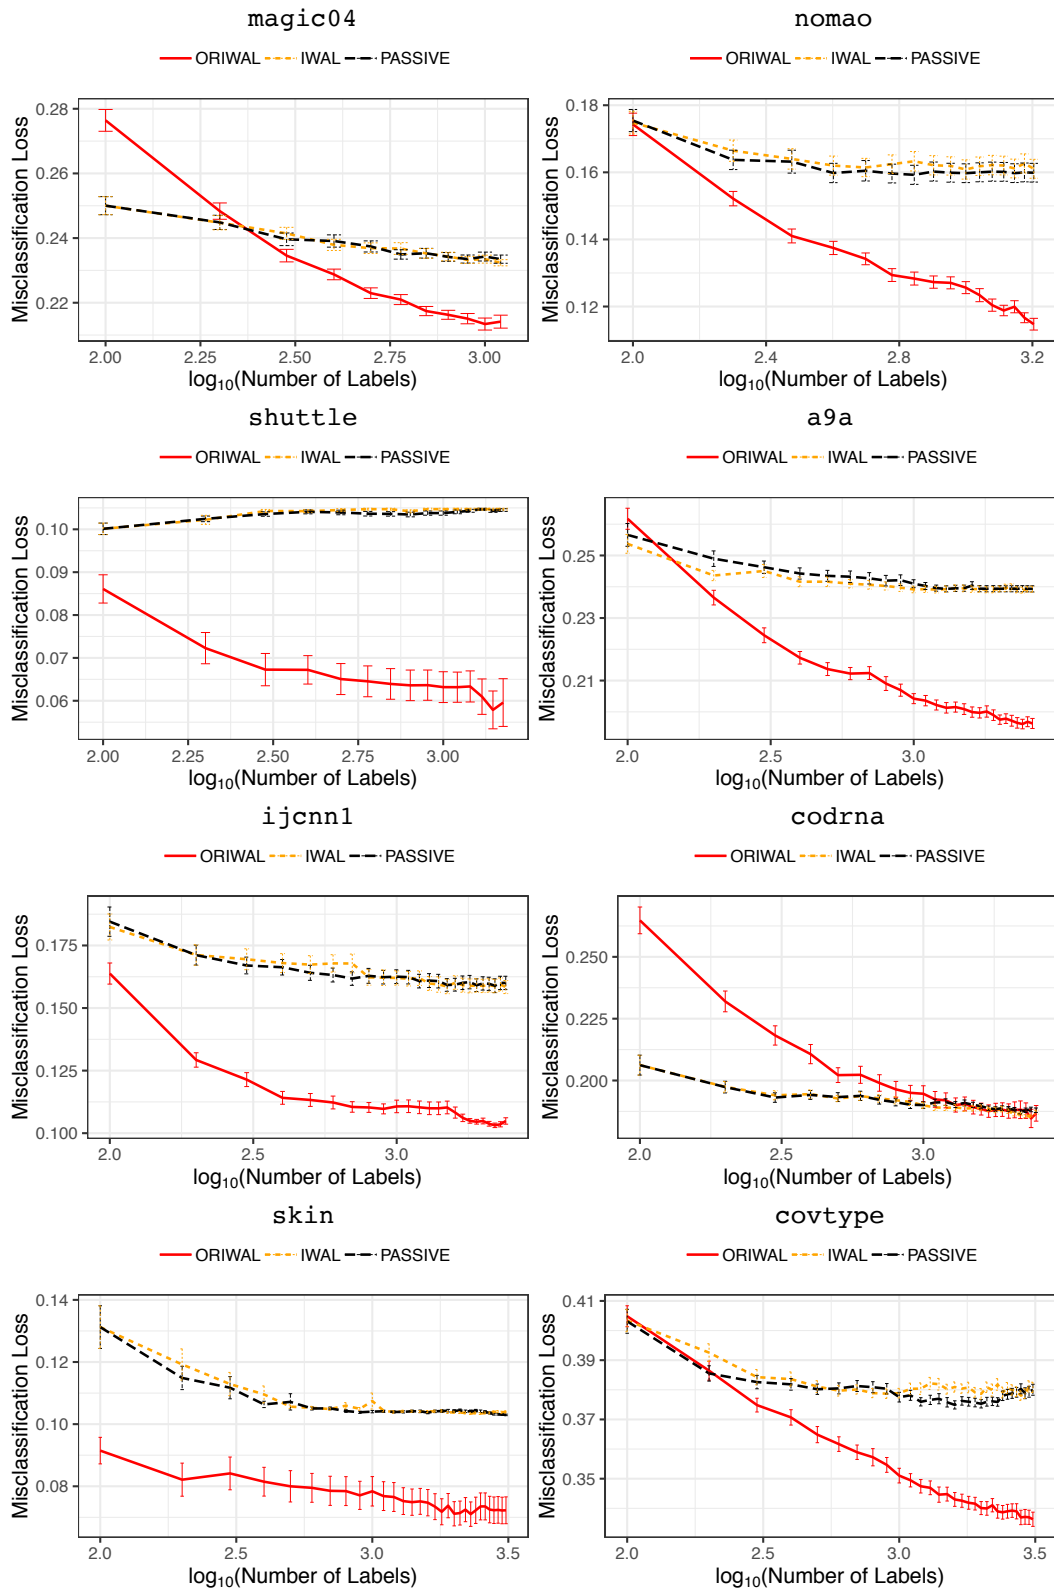 magic04
ORIWAL IWAL PASSIVE
Misclassification Loss
0.28
0.26
0.24
0.22
2.00 2.25 2.50 2.75 3.00
log10(Number of Labels)
nomao
ORIWAL IWAL PASSIVE
Misclassification Loss
0.18
0.16
0.14
0.12
2.0 2.4 2.8 3.2
log10(Number of Labels)
shuttle
ORIWAL IWAL PASSIVE
Misclassification Loss
0.10
0.09
0.08
0.07
0.06
2.00 2.25 2.50 2.75 3.00
log10(Number of Labels)
a9a
ORIWAL IWAL PASSIVE
Misclassification Loss
0.25
0.23
0.21
2.0 2.5 3.0
log10(Number of Labels)
ijcnn1
ORIWAL IWAL PASSIVE
Misclassification Loss
0.175
0.150
0.125
0.100
2.0 2.5 3.0
log10(Number of Labels)
codrna
ORIWAL IWAL PASSIVE
Misclassification Loss
0.250
0.225
0.200
2.0 2.5 3.0
log10(Number of Labels)
skin
ORIWAL IWAL PASSIVE
Misclassification Loss
0.14
0.12
0.10
0.08
2.0 2.5 3.0 3.5
log10(Number of Labels)
covtype
ORIWAL IWAL PASSIVE
Misclassification Loss
0.41
0.39
0.37
0.35
2.0 2.5 3.0 3.5
log10(Number of Labels)